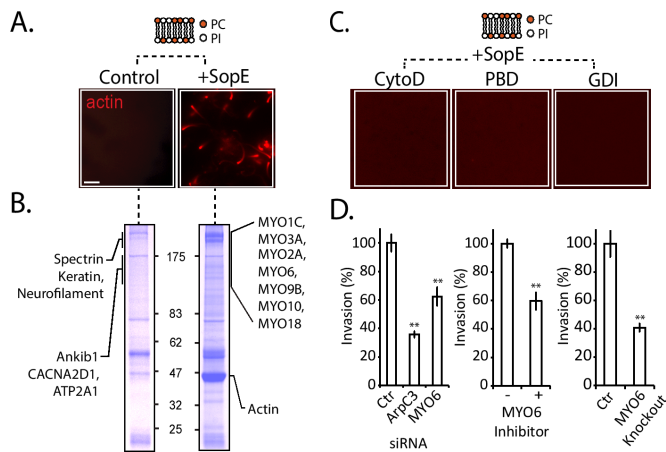 A.
PC
PI
Control
+SopE
actin
B.
Spectrin
Keratin,
Neurofilament
Ankib1
CACNA2D1,
ATP2A1
175
83
62
47
32
25
MYO1C,
MYO3A,
MYO2A,
MYO6,
MYO9B,
MYO10,
MYO18
Actin
C.
PC
PI
+SopE
CytoD
PBD
GDI
D.
Invasion (%)
100
80
60
40
20
0
**
**
Ctr
ArpC3
MYO6
siRNA
Invasion (%)
100
80
60
40
20
0
**
- +
MYO6
Inhibitor
Invasion (%)
100
80
60
40
20
0
**
Ctr
MYO6
Knockout